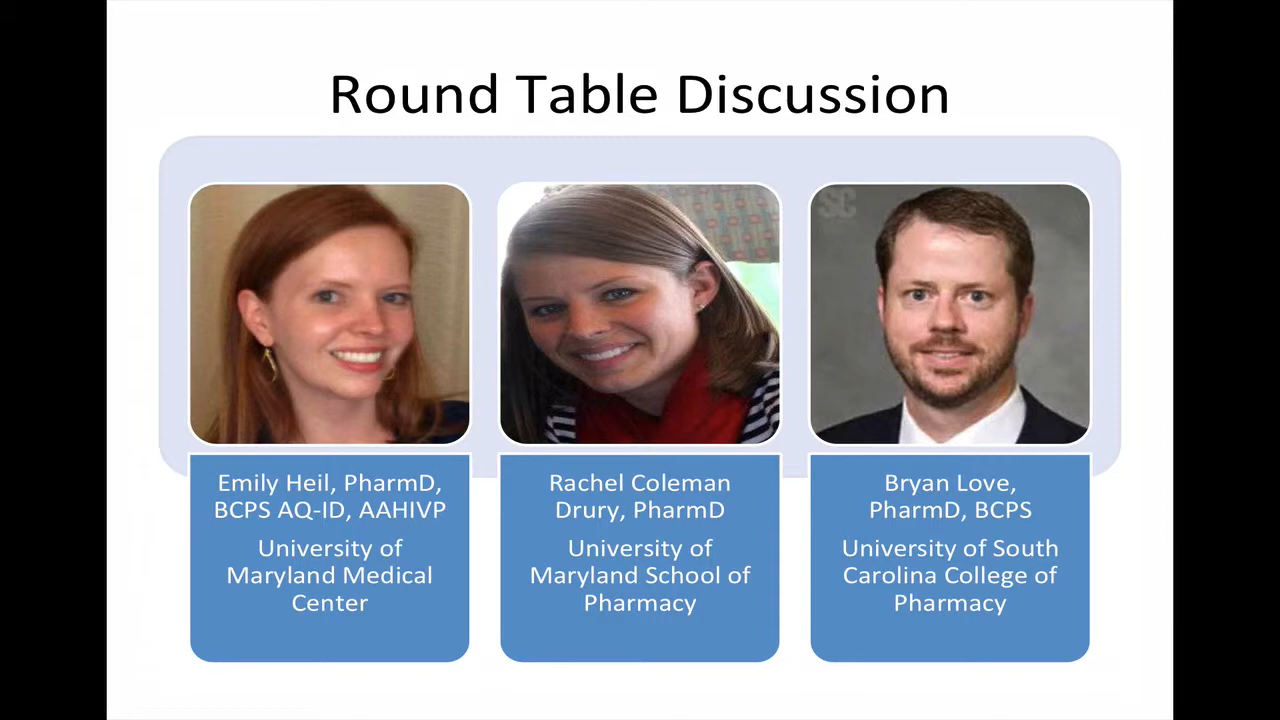 Round Table Discussion
SC
Emily Heil, PharmD,
BCPS AQ-ID, AAHIVP
University of
Maryland Medical
Center
Rachel Coleman
Drury, PharmD
University of
Maryland School of
Pharmacy
Bryan Love,
PharmD, BCPS
University of South
Carolina College of
Pharmacy